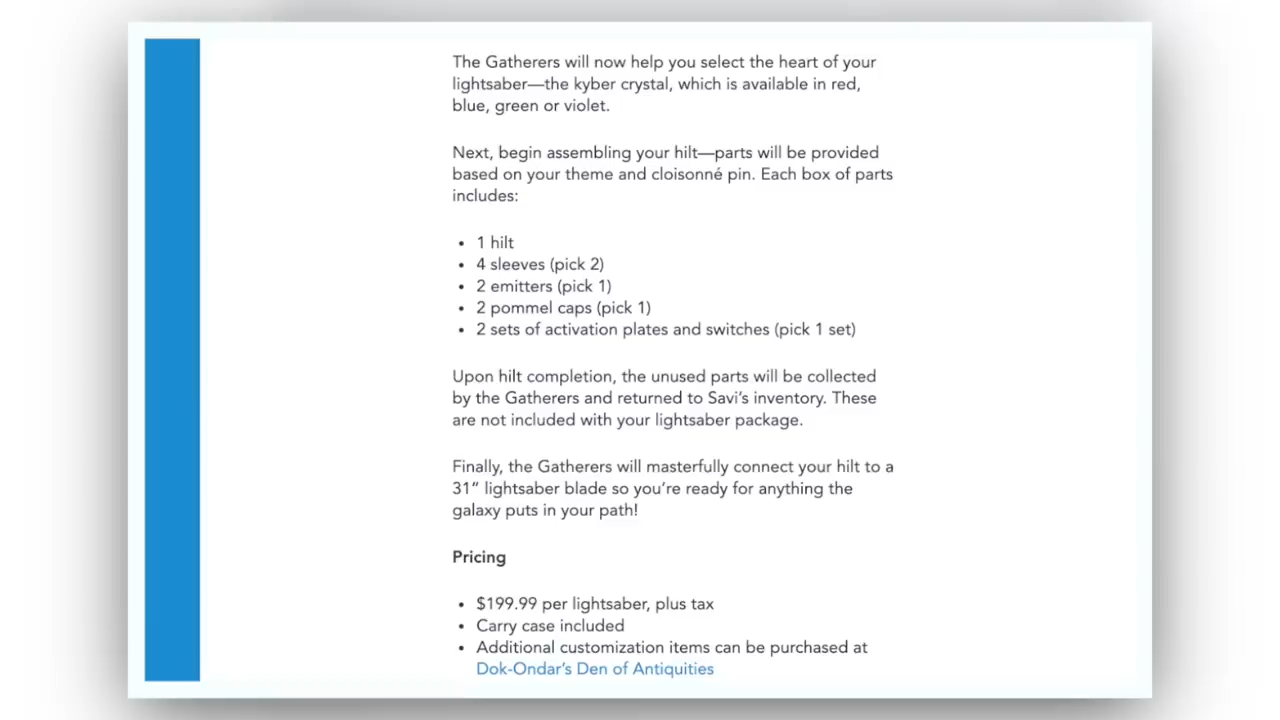 The Gatherers will now help you select the heart of your
lightsaber—the kyber crystal, which is available in red,
blue, green or violet.
Next, begin assembling your hilt—parts will be provided
based on your theme and cloisonné pin. Each box of parts
includes:
• 1 hilt
• 4 sleeves (pick 2)
• 2 emitters (pick 1)
• 2 pommel caps (pick 1)
• 2 sets of activation plates and switches (pick 1 set)
Upon hilt completion, the unused parts will be collected
by the Gatherers and returned to Savi’s inventory. These
are not included with your lightsaber package.
Finally, the Gatherers will masterfully connect your hilt to a
31” lightsaber blade so you’re ready for anything the
galaxy puts in your path!
Pricing
• $199.99 per lightsaber, plus tax
• Carry case included
• Additional customization items can be purchased at
Dok-Ondar’s Den of Antiquities